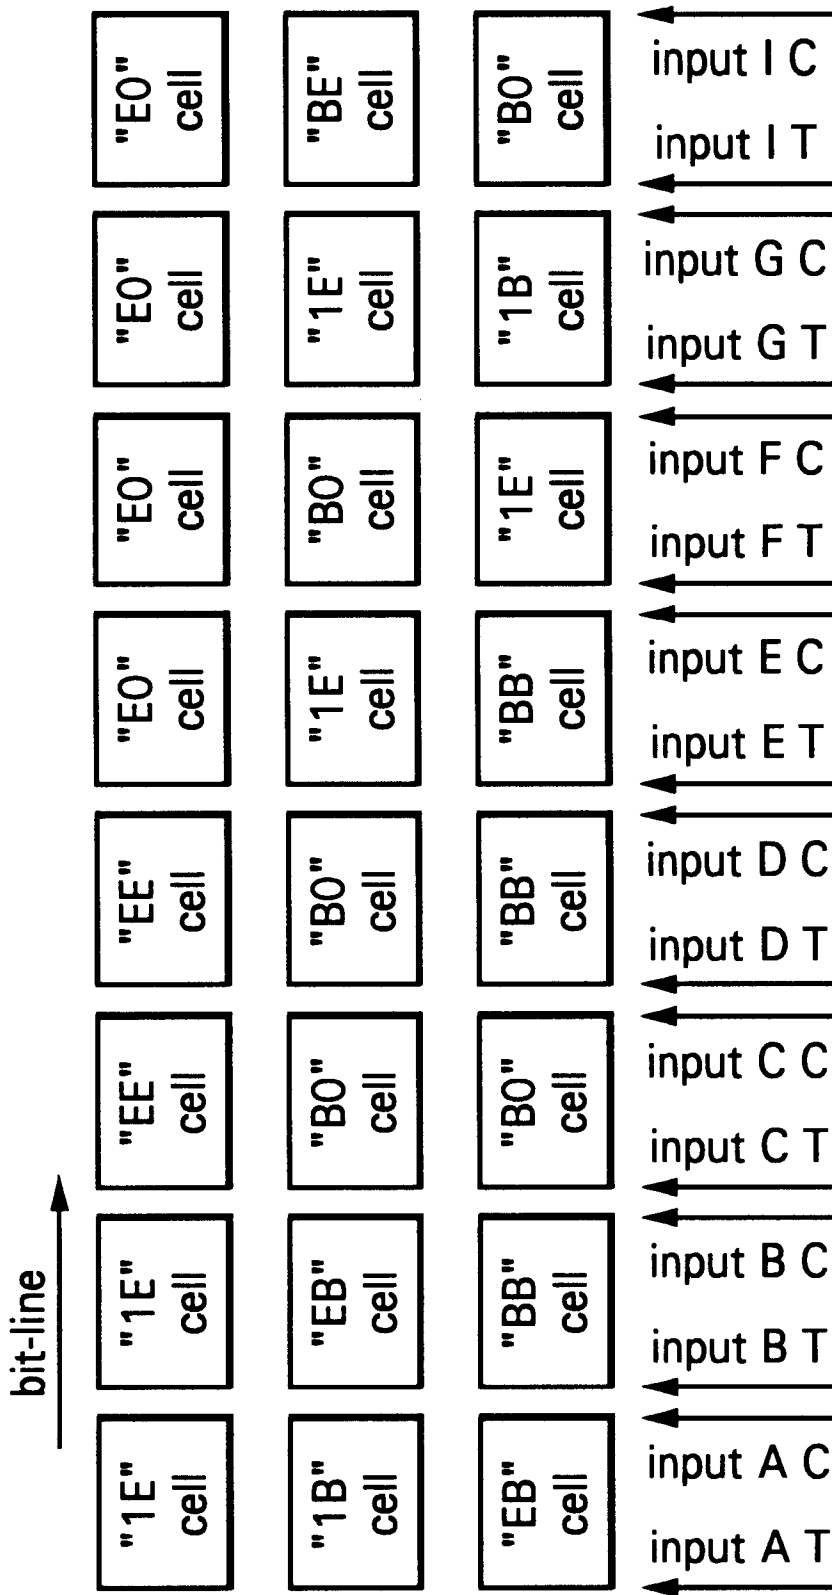 "E0"
cell
"BE"
cell
"B0"
cell
input I C
input I T
"E0"
cell
"1E"
cell
"1B"
cell
input G C
input G T
"E0"
cell
"B0"
cell
"1E"
cell
input F C
input F T
"E0"
cell
"1E"
cell
"BB"
cell
input E C
input E T
"EE"
cell
"B0"
cell
"BB"
cell
input D C
input D T
"EE"
cell
"B0"
cell
"B0"
cell
input C C
input C T
bit-line
"1E"
cell
"EB"
cell
"BB"
cell
input B C
input B T
"1E"
cell
"1B"
cell
"EB"
cell
input A C
input A T